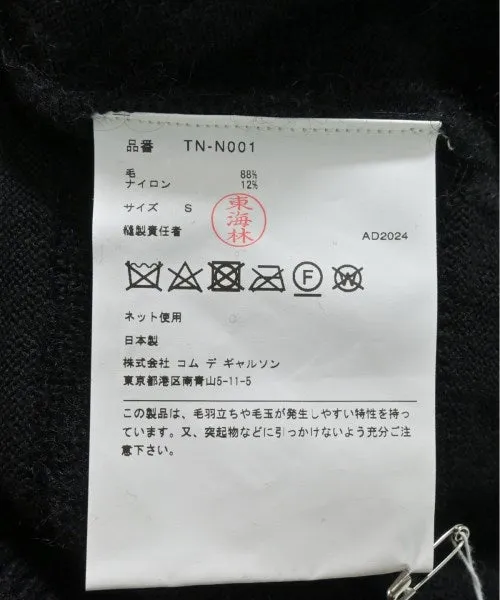 品番 TN-N001
毛 88%
ナイロン 12%
サイズ S
縫製責任者
東海林
AD2024
F
W
ネット使用
日本製
株式会社 コム デ ギャルソン
東京都港区南青山5-11-5
この製品は、毛羽立ちや毛玉が発生しやすい特性を持っ
ています。又、突起物などに引っかけないよう充分ご注
意下さい。